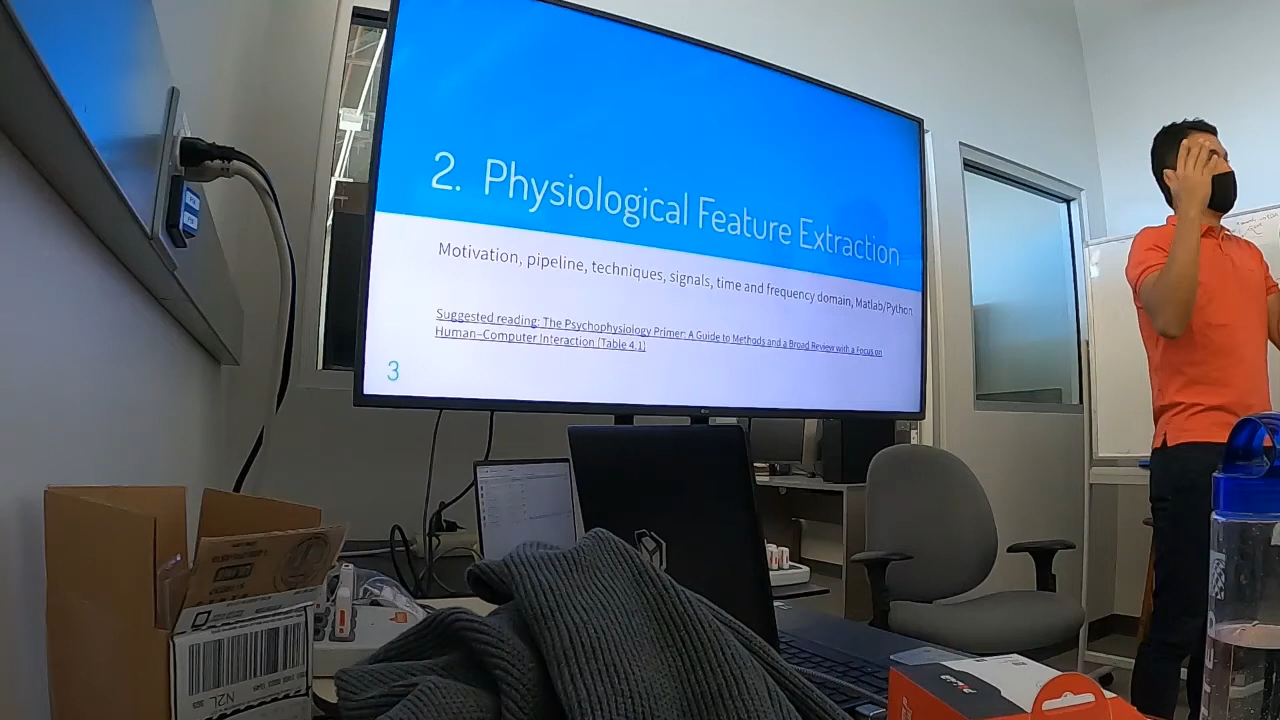 2. Physiological Feature Extraction
Motivation, pipeline, techniques, signals, time and frequency domain, Matlab/Python
Suggested reading: The Psychophysiology Primer: A Guide to Methods and a Broad Review with a Focus on
Human–Computer Interaction (Table 4.1)
3
N2L